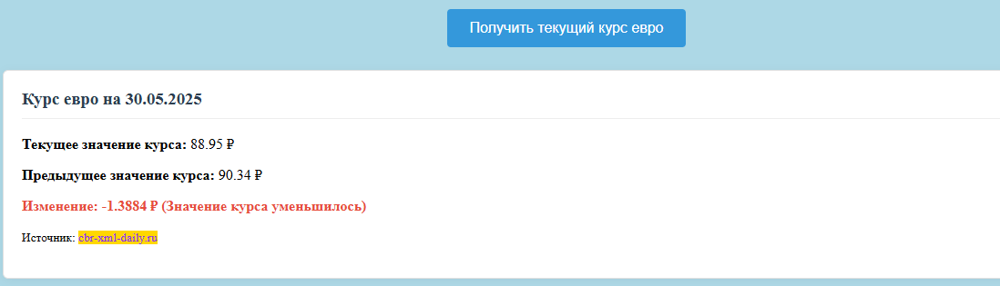 Получить текущий курс евро
Курс евро на 30.05.2025
Текущее значение курса: 88.95 ₽
Предыдущее значение курса: 90.34 ₽
Изменение: -1.3884 ₽ (Значение курса уменьшилось)
Источник: cbr-xml-daily.ru